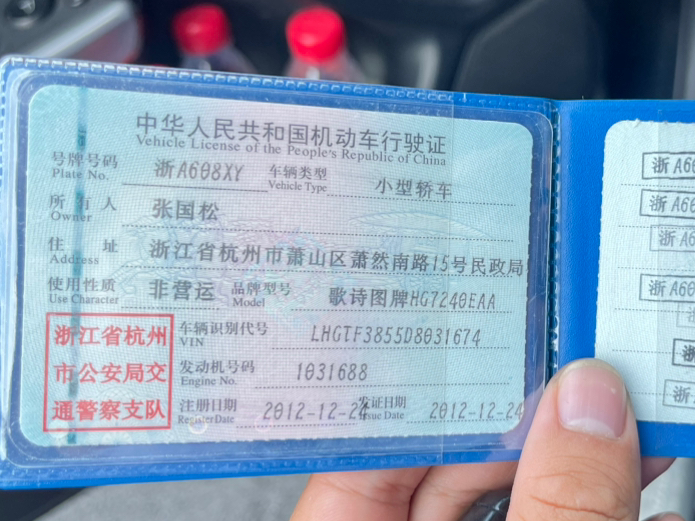 中华人民共和国机动车行驶证
Vehicle License of the People's Republic of China
号牌号码 浙A608XY 车辆类型 小型轿车
Plate No. Vehicle Type
所有人 张国松
Owner
住址 浙江省杭州市萧山区萧然南路15号民政局
Address
使用性质 非营运 品牌型号 歌诗图牌HG7240EAA
Use Character Model
浙江省杭州
市公安局交
通警察支队
车辆识别代号 LHGTF3855D8031674
VIN
发动机号码 1031688
Engine No.
注册日期 2012-12-24 发证日期 2012-12-24
Register Date Issue Date
浙A60
浙A60
浙A6
浙A60
浙
浙